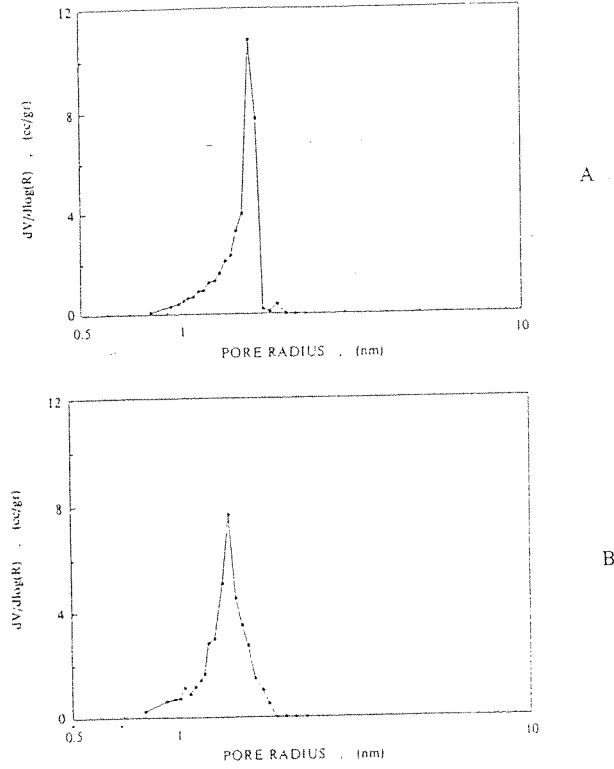 12
8
4
0
dV/dlog(R) , (cc/gr)
0.5 1 10
PORE RADIUS , (nm)
A
12
8
4
0
dV/dlog(R) , (cc/gr)
0.5 1 10
PORE RADIUS , (nm)
B